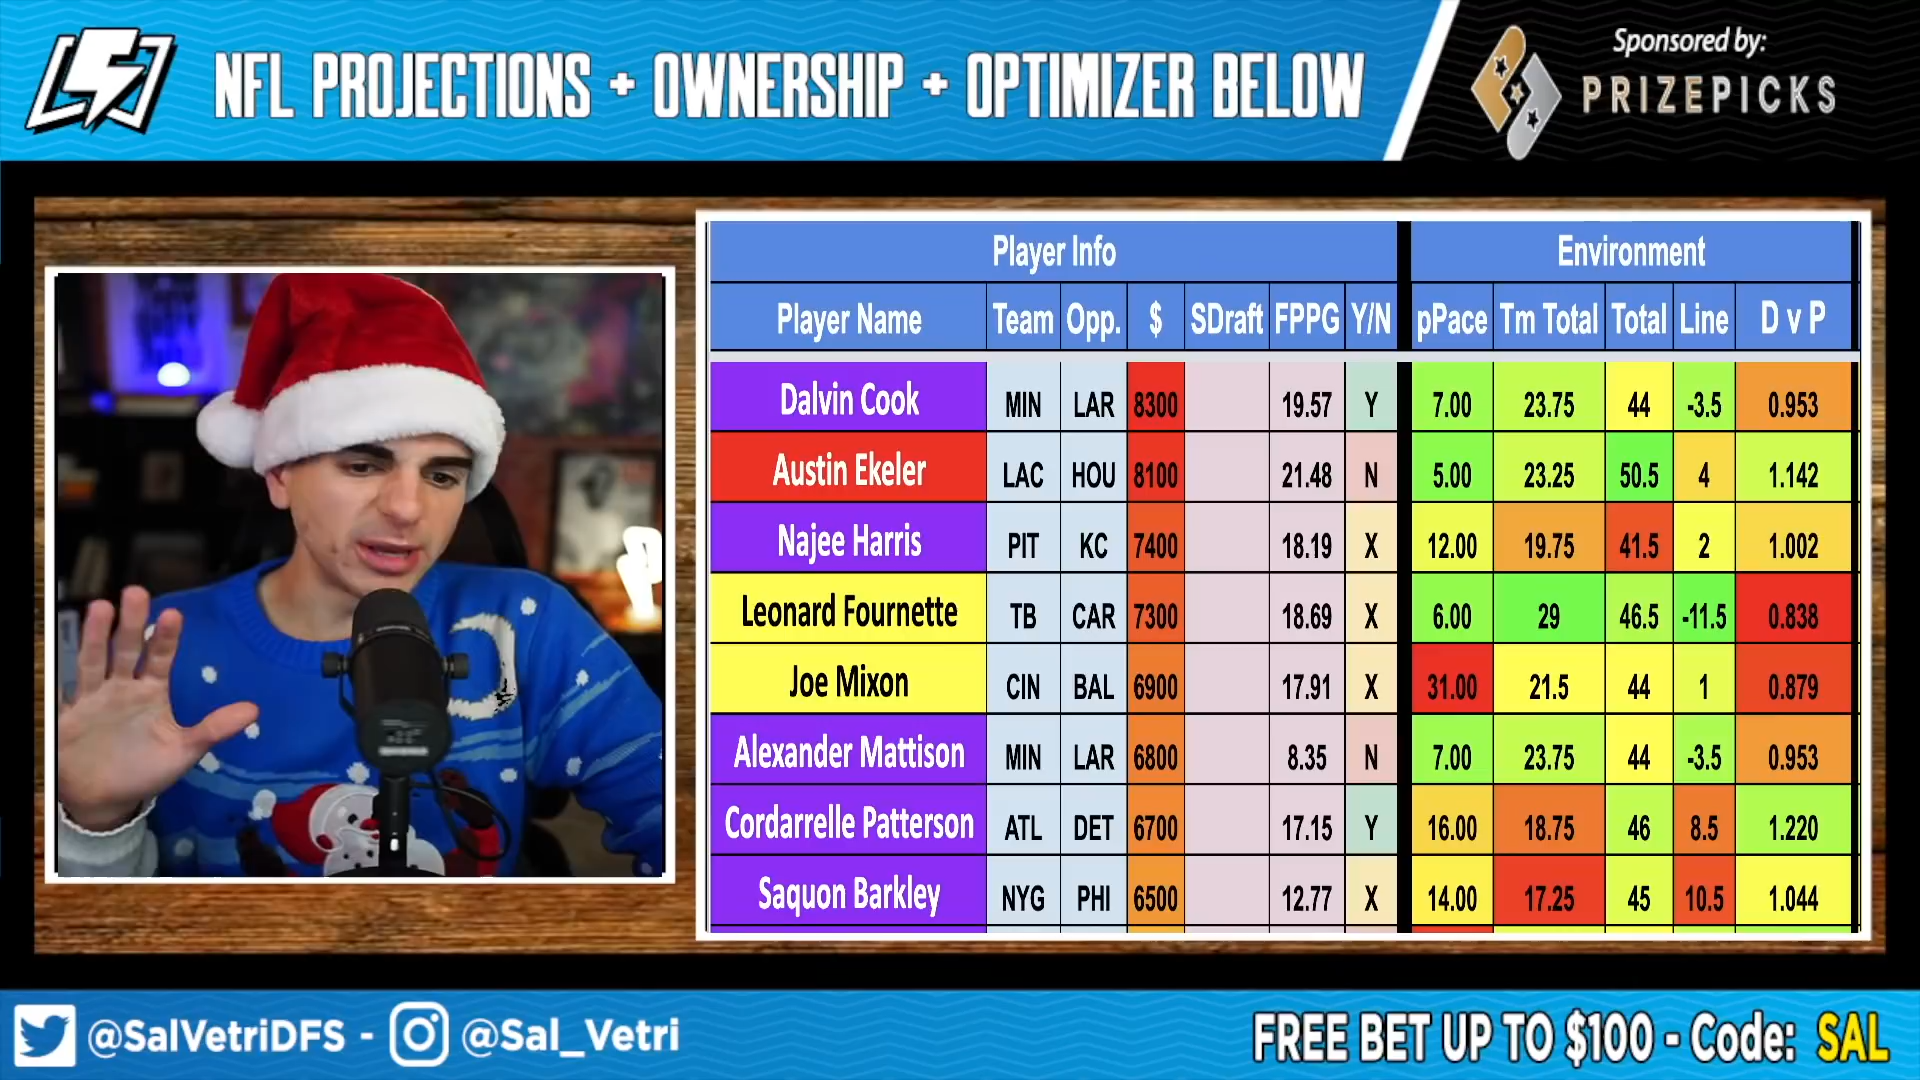 NFL PROJECTIONS + OWNERSHIP + OPTIMIZER BELOW
Sponsored by:
PRIZEPICKS
Player Info Environment
Player Name Team Opp. $ SDraft FPPG Y/N pPace Tm Total Total Line D v P
Dalvin Cook MIN LAR 8300 19.57 Y 7.00 23.75 44 -3.5 0.953
Austin Ekeler LAC HOU 8100 21.48 N 5.00 23.25 50.5 4 1.142
Najee Harris PIT KC 7400 18.19 X 12.00 19.75 41.5 2 1.002
Leonard Fournette TB CAR 7300 18.69 X 6.00 29 46.5 -11.5 0.838
Joe Mixon CIN BAL 6900 17.91 X 31.00 21.5 44 1 0.879
Alexander Mattison MIN LAR 6800 8.35 N 7.00 23.75 44 -3.5 0.953
Cordarrelle Patterson ATL DET 6700 17.15 Y 16.00 18.75 46 8.5 1.220
Saquon Barkley NYG PHI 6500 12.77 X 14.00 17.25 45 10.5 1.044
@SalVetriDFS - @Sal_Vetri
FREE BET UP TO $100 - Code: SAL